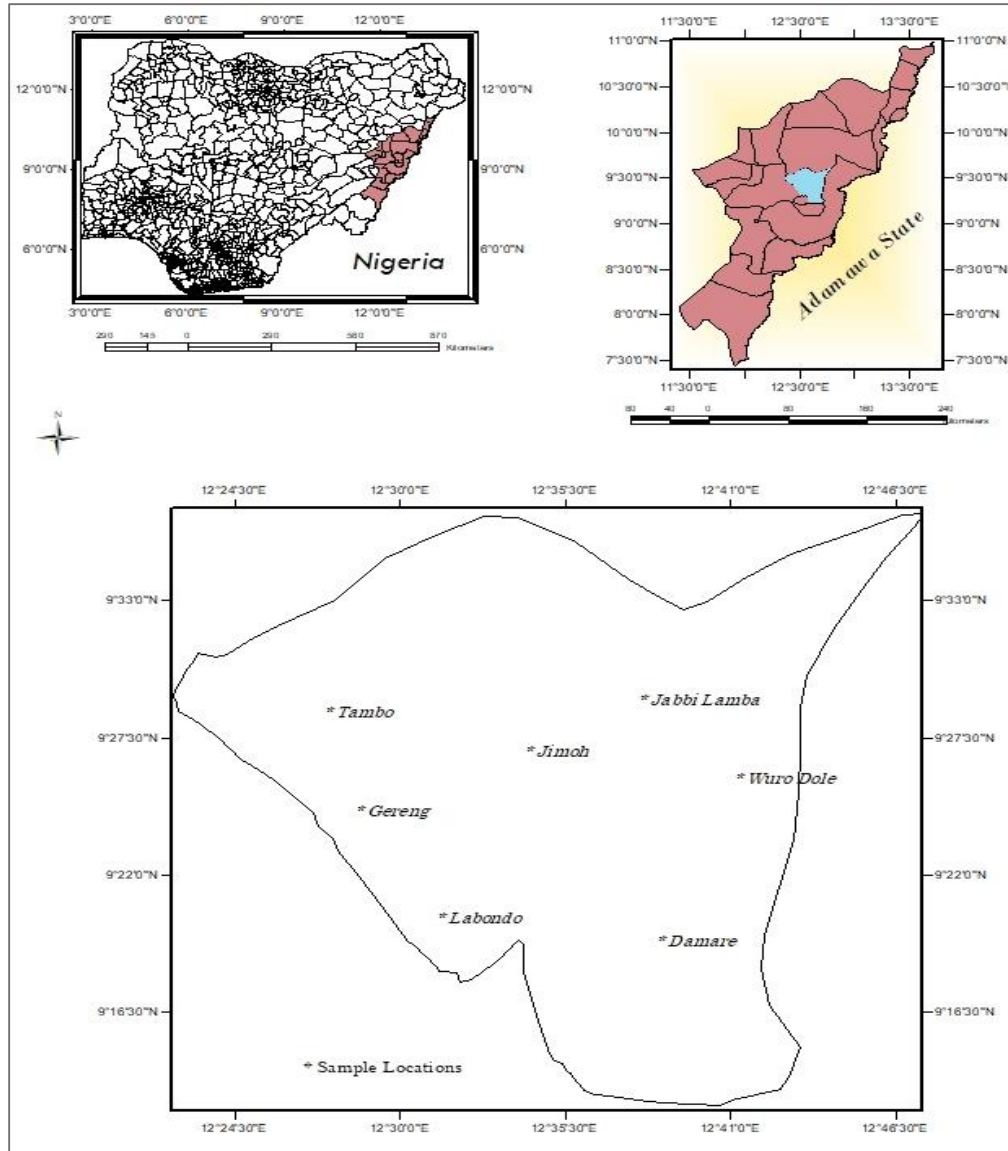 3°0'0"E 6°0'0"E 9°0'0"E 12°0'0"E
12°0'0"N 12°0'0"N
9°0'0"N 9°0'0"N
6°0'0"N 6°0'0"N
Nigeria
3°0'0"E 6°0'0"E 9°0'0"E 12°0'0"E
290 145 0 290 580 870
Kilometers
11°30'0"E 12°30'0"E 13°30'0"E
11°0'0"N 11°0'0"N
10°30'0"N 10°30'0"N
10°0'0"N 10°0'0"N
9°30'0"N 9°30'0"N
9°0'0"N 9°0'0"N
8°30'0"N 8°30'0"N
8°0'0"N 8°0'0"N
7°30'0"N 7°30'0"N
Adamawa State
11°30'0"E 12°30'0"E 13°30'0"E
80 40 0 80 160 240
Kilometers
N
12°24'30"E 12°30'0"E 12°35'30"E 12°41'0"E 12°46'30"E
9°33'0"N 9°33'0"N
*Jabbi Lamba
*Tambo
9°27'30"N 9°27'30"N
*Jimoh
*Wuro Dole
*Gereng
9°22'0"N 9°22'0"N
*Labondo
*Damare
9°16'30"N 9°16'30"N
*Sample Locations
12°24'30"E 12°30'0"E 12°35'30"E 12°41'0"E 12°46'30"E